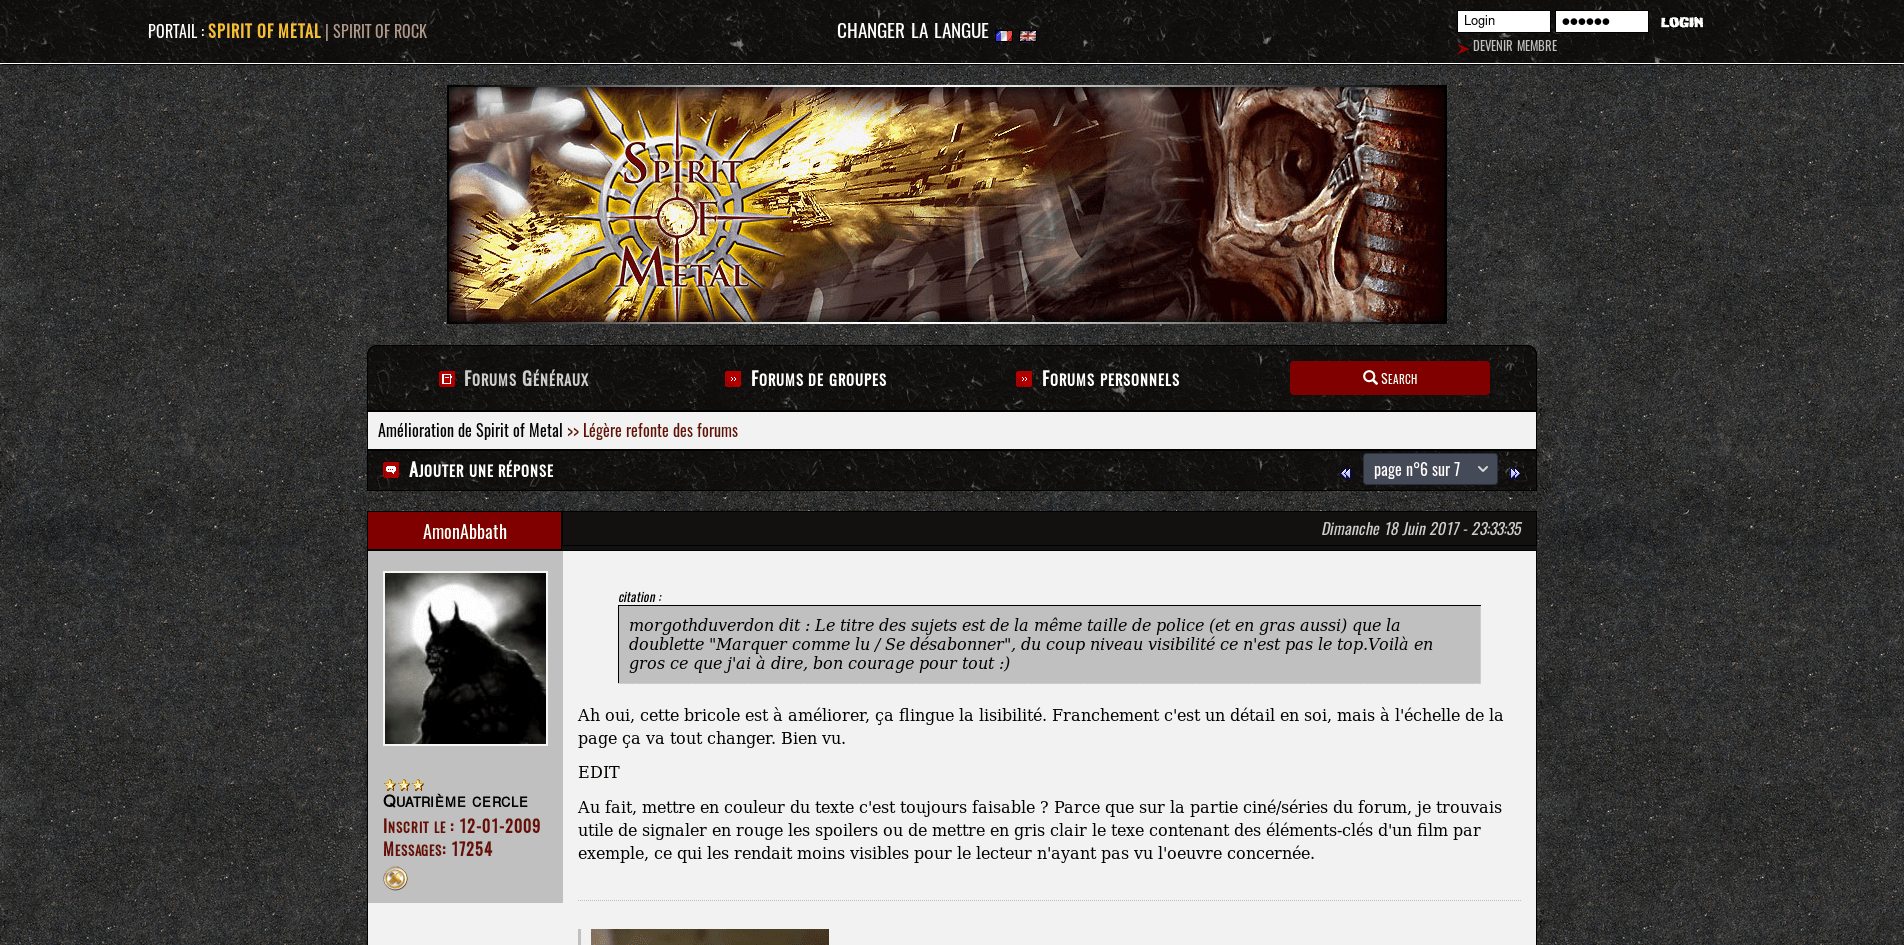 PORTAIL : SPIRIT OF METAL | SPIRIT OF ROCK
CHANGER LA LANGUE
Login ●●●●●● LOGIN
DEVENIR MEMBRE
SPIRIT
OF
METAL
FORUMS GÉNÉRAUX FORUMS DE GROUPES FORUMS PERSONNELS SEARCH
Amélioration de Spirit of Metal >> Légère refonte des forums
AJOUTER UNE RÉPONSE page n°6 sur 7
AmonAbbath Dimanche 18 Juin 2017 - 23:33:35
citation :
morgothduverdon dit : Le titre des sujets est de la même taille de police (et en gras aussi) que la
doublette "Marquer comme lu / Se désabonner", du coup niveau visibilité ce n'est pas le top.Voilà en
gros ce que j'ai à dire, bon courage pour tout :)
Ah oui, cette bricole est à améliorer, ça flingue la lisibilité. Franchement c'est un détail en soi, mais à l'échelle de la
page ça va tout changer. Bien vu.
EDIT
Au fait, mettre en couleur du texte c'est toujours faisable ? Parce que sur la partie ciné/séries du forum, je trouvais
utile de signaler en rouge les spoilers ou de mettre en gris clair le texe contenant des éléments-clés d'un film par
exemple, ce qui les rendait moins visibles pour le lecteur n'ayant pas vu l'oeuvre concernée.
QUATRIÈME CERCLE
INSCRIT LE : 12-01-2009
MESSAGES: 17254